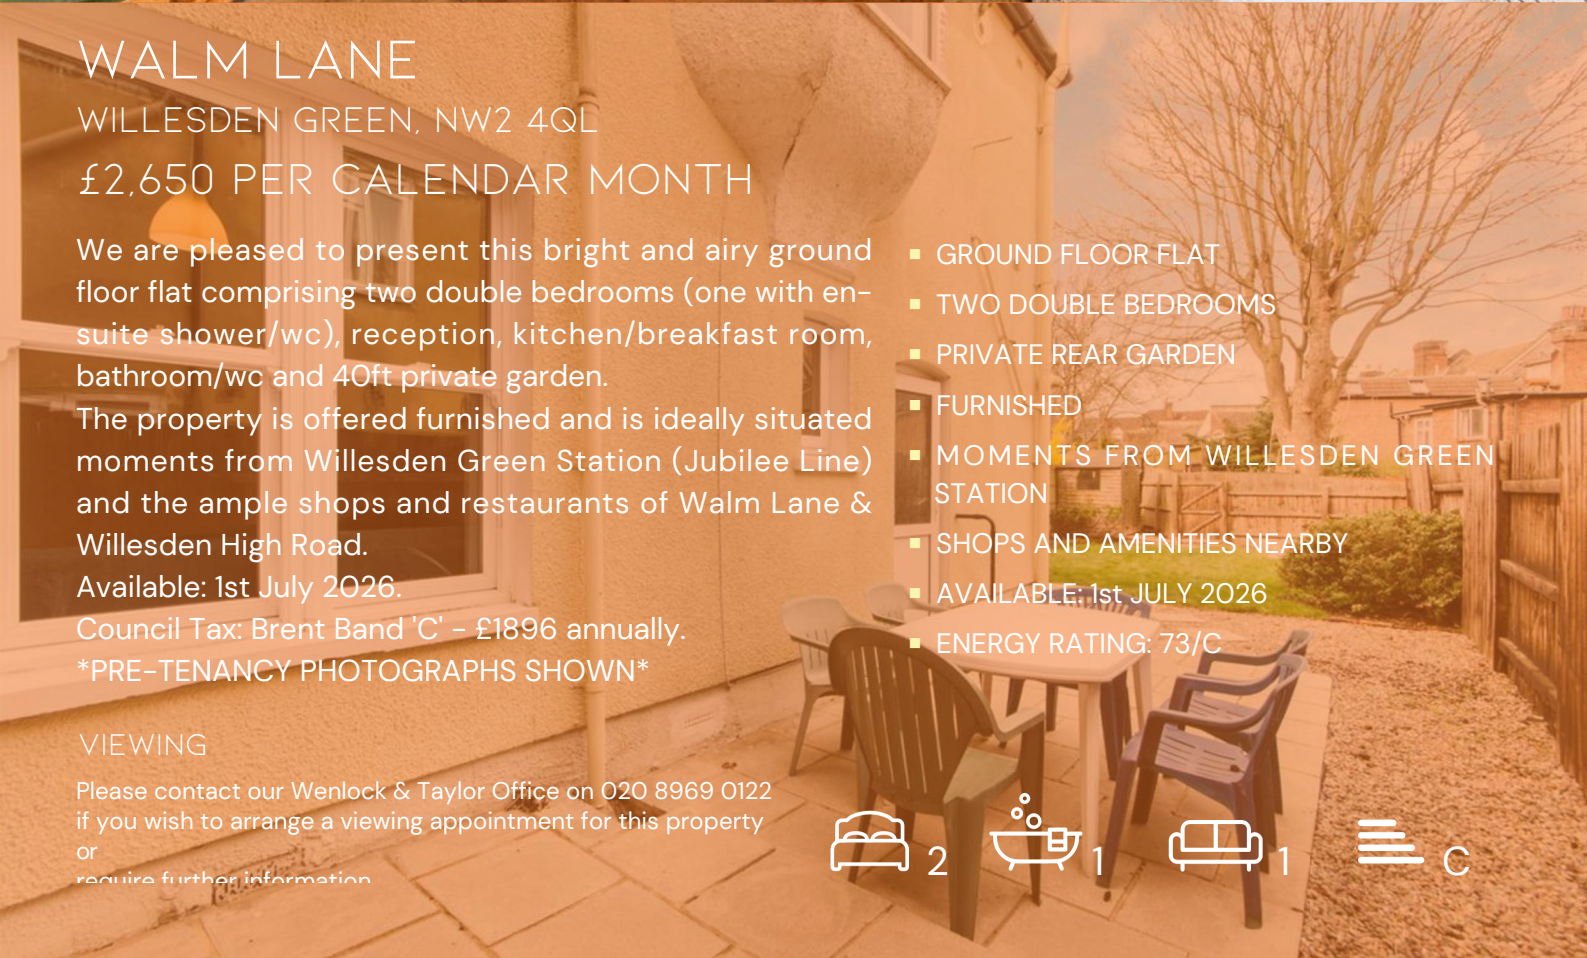 WALM LANE
WILLESDEN GREEN, NW2 4QL
£2,650 PER CALENDAR MONTH
We are pleased to present this bright and airy ground
floor flat comprising two double bedrooms (one with en-
suite shower/wc), reception, kitchen/breakfast room,
bathroom/wc and 40ft private garden.
The property is offered furnished and is ideally situated
moments from Willesden Green Station (Jubilee Line)
and the ample shops and restaurants of Walm Lane &
Willesden High Road.
Available: 1st July 2026.
Council Tax: Brent Band 'C' - £1896 annually.
*PRE-TENANCY PHOTOGRAPHS SHOWN*
GROUND FLOOR FLAT
TWO DOUBLE BEDROOMS
PRIVATE REAR GARDEN
FURNISHED
MOMENTS FROM WILLESDEN GREEN
STATION
SHOPS AND AMENITIES NEARBY
AVAILABLE: 1st JULY 2026
ENERGY RATING: 73/C
VIEWING
Please contact our Wenlock & Taylor Office on 020 8969 0122
if you wish to arrange a viewing appointment for this property
or
require further information
2
1
1
C